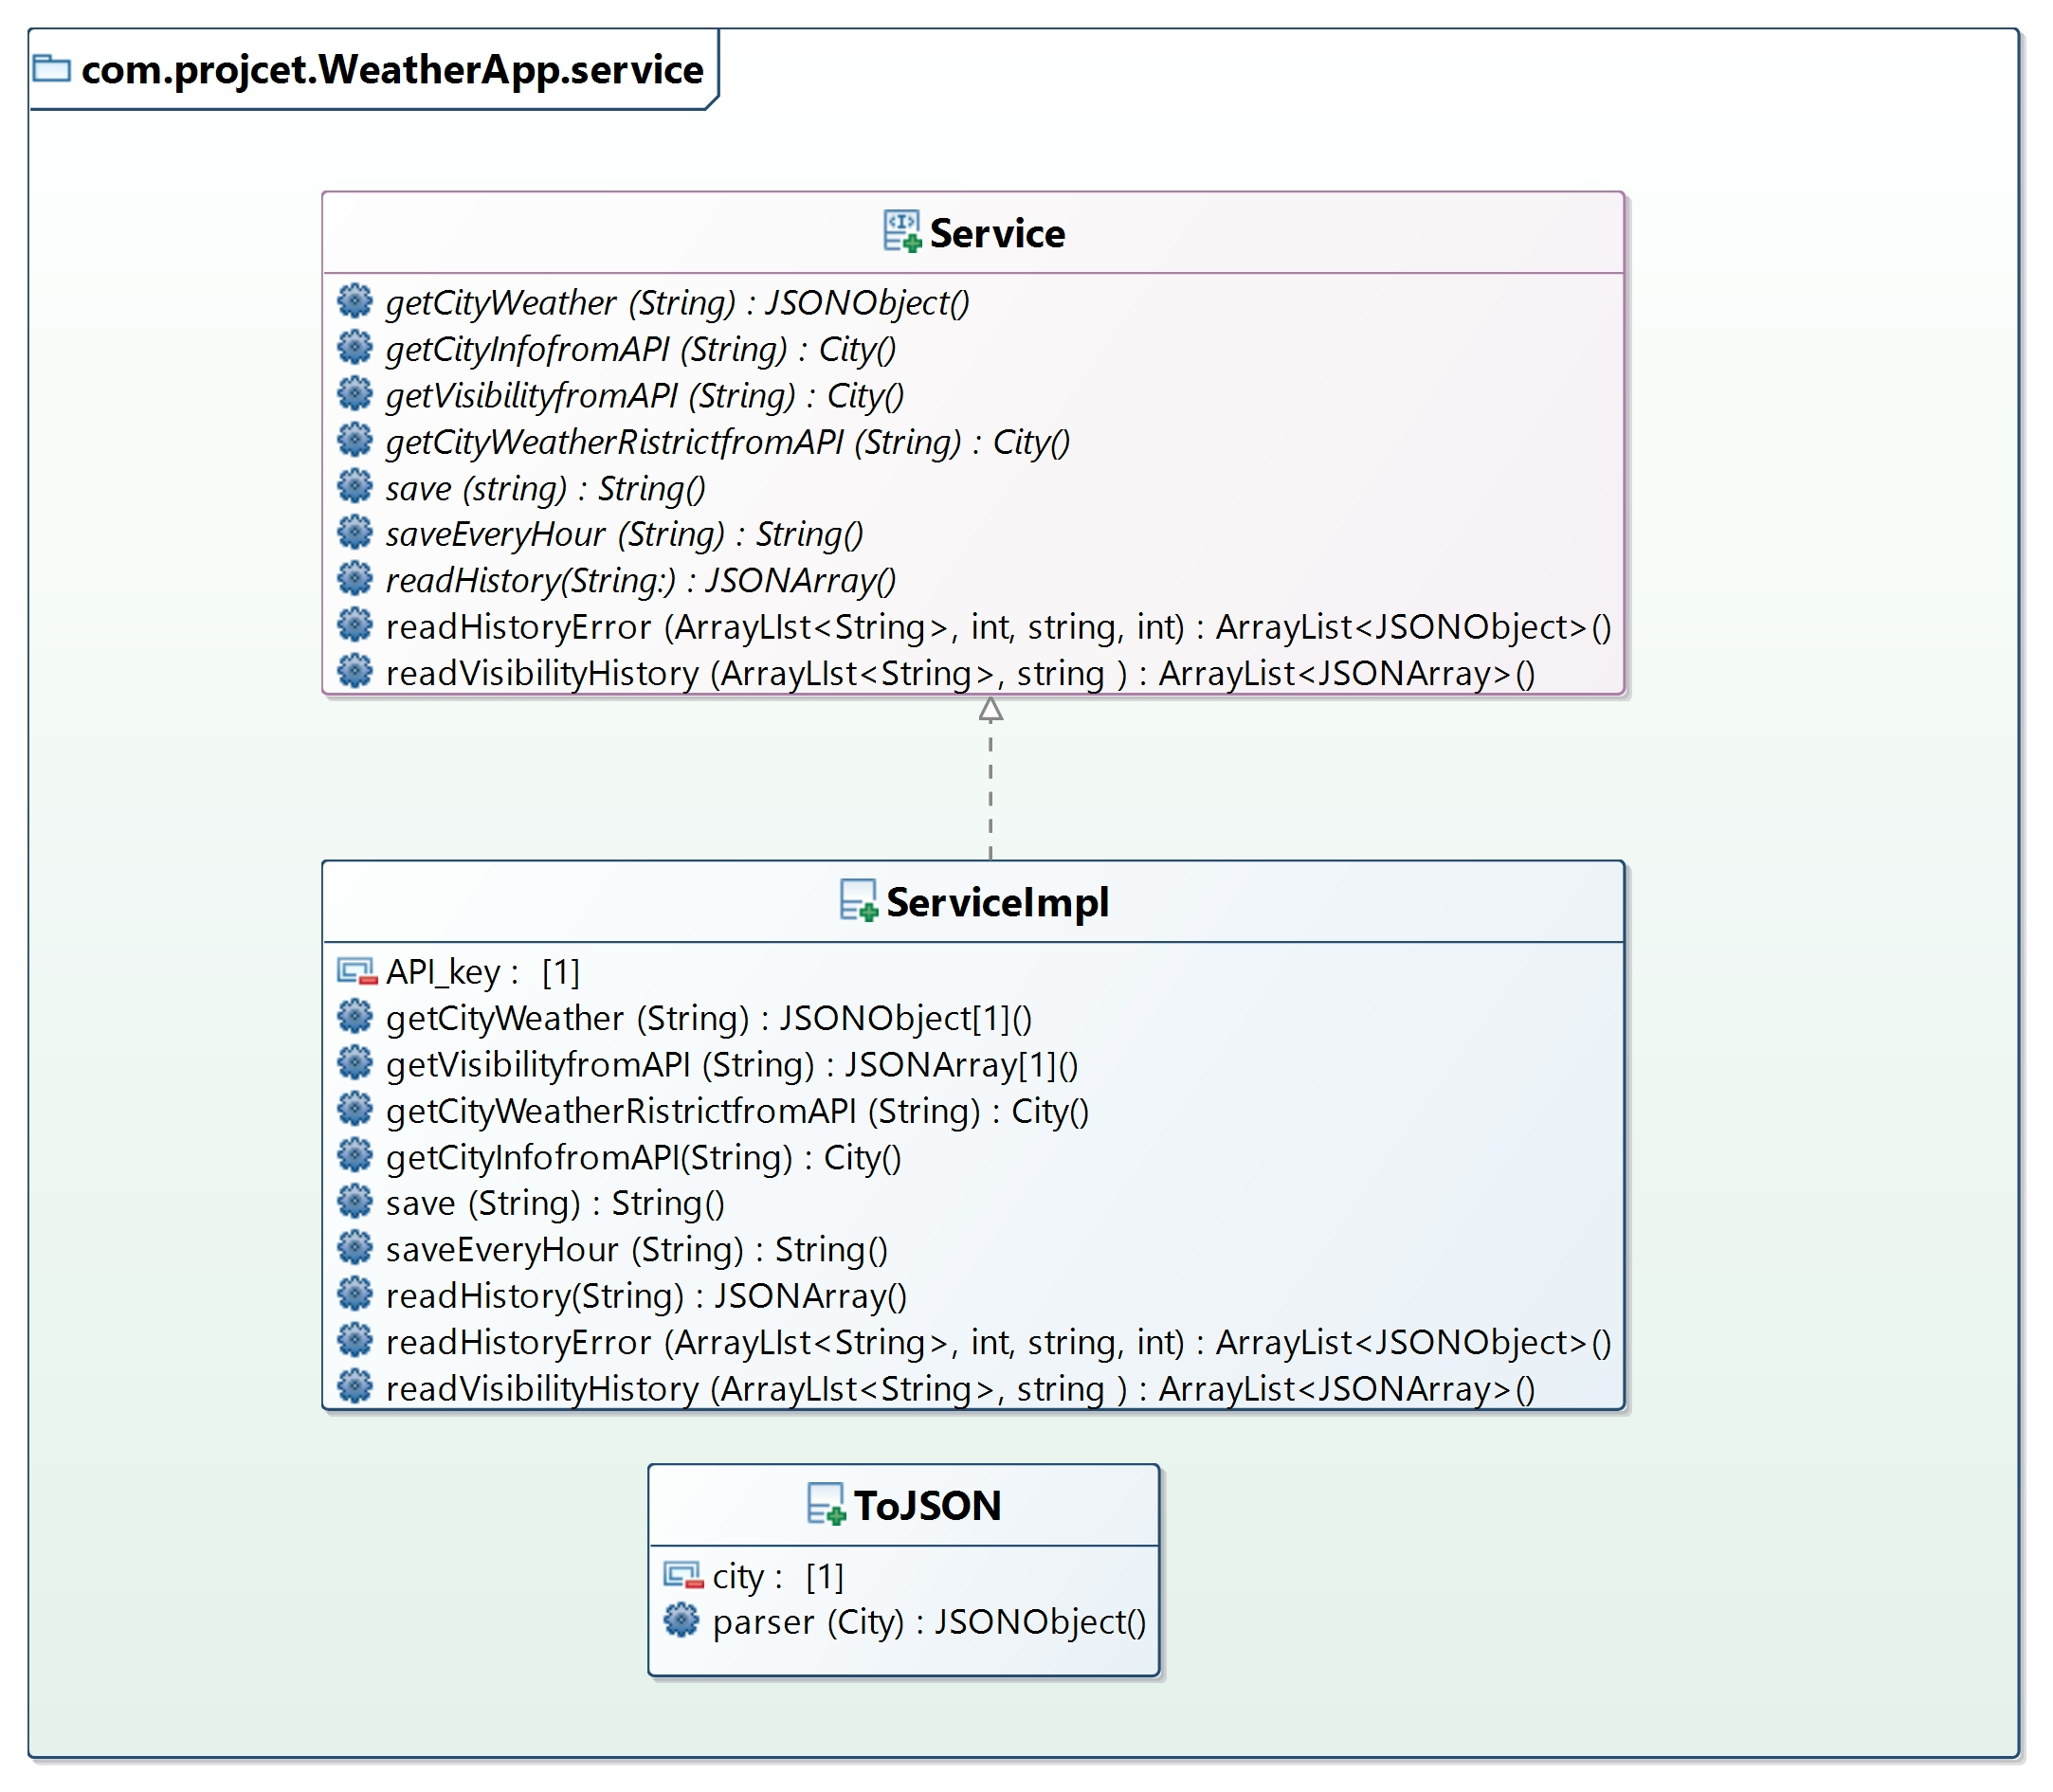 com.projcet.WeatherApp.service
Service
getCityWeather (String) : JSONObject()
getCityInfofromAPI (String) : City()
getVisibilityfromAPI (String) : City()
getCityWeatherRistrictfromAPI (String) : City()
save (string) : String()
saveEveryHour (String) : String()
readHistory(String:) : JSONArray()
readHistoryError (ArrayLIst<String>, int, string, int) : ArrayList<JSONObject>()
readVisibilityHistory (ArrayLIst<String>, string ) : ArrayList<JSONArray>()
ServiceImpl
API_key : [1]
getCityWeather (String) : JSONObject[1]()
getVisibilityfromAPI (String) : JSONArray[1]()
getCityWeatherRistrictfromAPI (String) : City()
getCityInfofromAPI(String) : City()
save (String) : String()
saveEveryHour (String) : String()
readHistory(String) : JSONArray()
readHistoryError (ArrayLIst<String>, int, string, int) : ArrayList<JSONObject>()
readVisibilityHistory (ArrayLIst<String>, string ) : ArrayList<JSONArray>()
ToJSON
city : [1]
parser (City) : JSONObject()